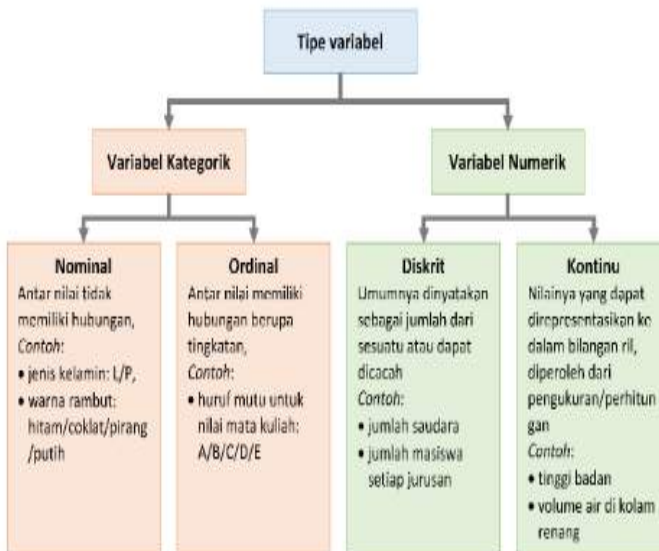 Tipe variabel
Variabel Kategorik
Variabel Numerik
Nominal
Antar nilai tidak
memiliki hubungan,
Contoh:
• jenis kelamin: L/P,
• warna rambut:
hitam/coklat/pirang
/putih
Ordinal
Antar nilai memiliki
hubungan berupa
tingkatan,
Contoh:
• huruf mutu untuk
nilai mata kuliah:
A/B/C/D/E
Diskrit
Umumnya dinyatakan
sebagai jumlah dari
sesuatu atau dapat
dicacah
Contoh:
• jumlah saudara
• jumlah masiswa
setiap jurusan
Kontinu
Nilainya yang dapat
direpresentasikan ke
dalam bilangan ril,
diperoleh dari
pengukuran/perhitun
gan
Contoh:
• tinggi badan
• volume air di kolam
renang